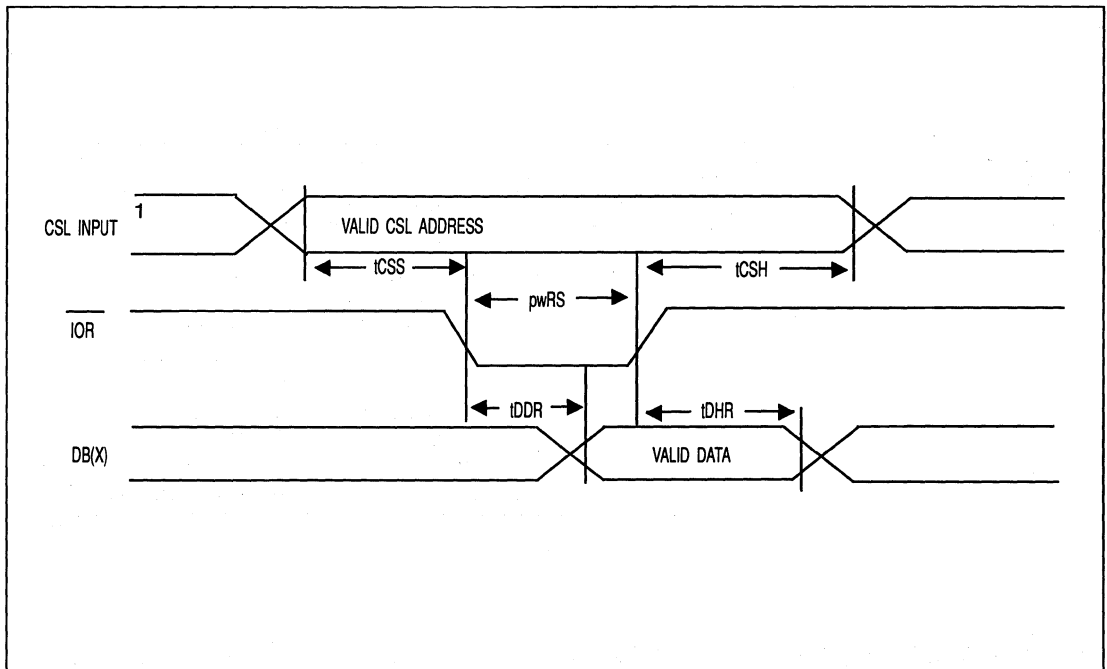 1
CSL INPUT
VALID CSL ADDRESS
tCSS
tCSH
pwRS
IOR
tDDR
tDHR
DB(X)
VALID DATA